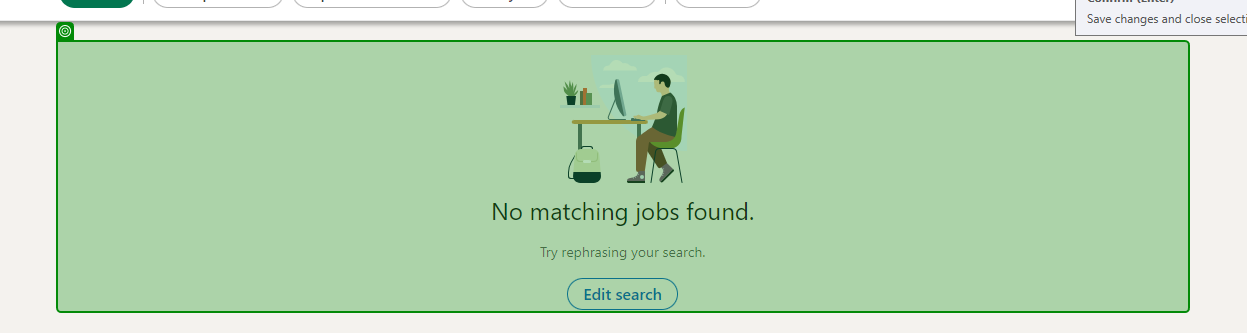 Confirm (Enter)
Save changes and close selecti
No matching jobs found.
Try rephrasing your search.
Edit search